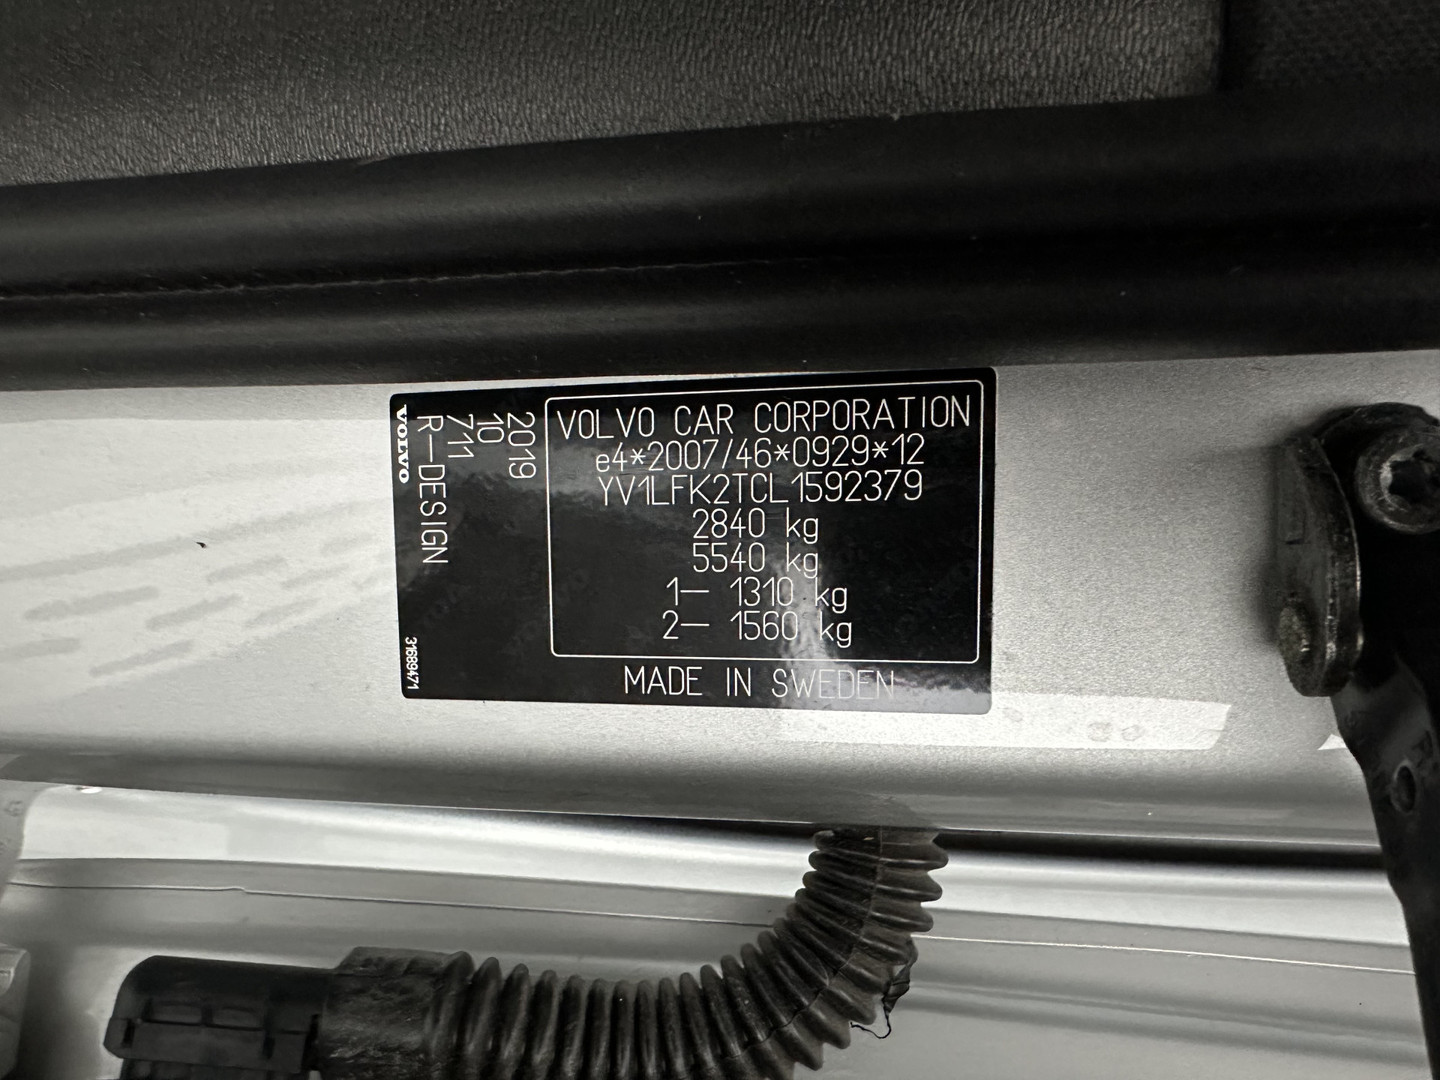 VOLVO CAR CORPORATION
e4*2007/46*0929*12
YV1LFK2TCL1592379
2840 kg
5540 kg
1- 1310 kg
2- 1560 kg
MADE IN SWEDEN
2019
10
711
R-DESIGN
VOLVO
31689471